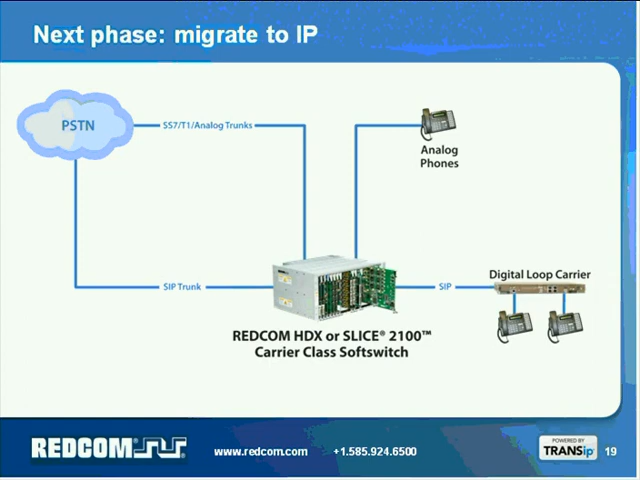 Next phase: migrate to IP
PSTN
SS7/T1/Analog Trunks
Analog
Phones
SIP Trunk
SIP
Digital Loop Carrier
REDCOM HDX or SLICE® 2100™
Carrier Class Softswitch
REDCOM
www.redcom.com
+1.585.924.6500
POWERED BY
TRANSip
19